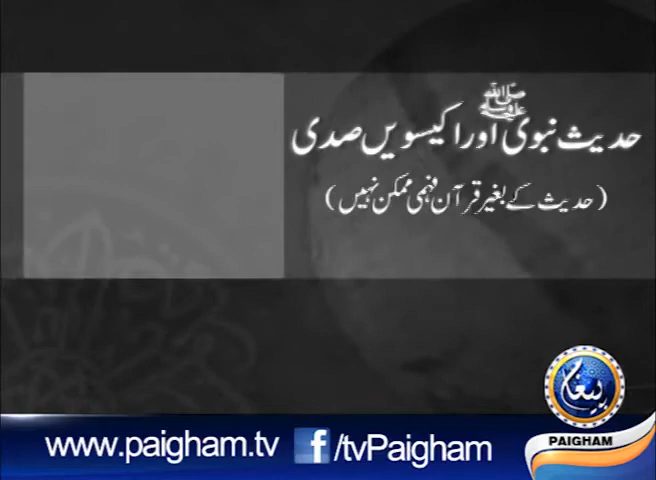 حدیث نبوی ﷺ اور اکیسویں صدی
(حدیث کے بغیر قرآن فہمی ممکن نہیں)
پیغام
PAIGHAM
www.paigham.tv f/tvPaigham